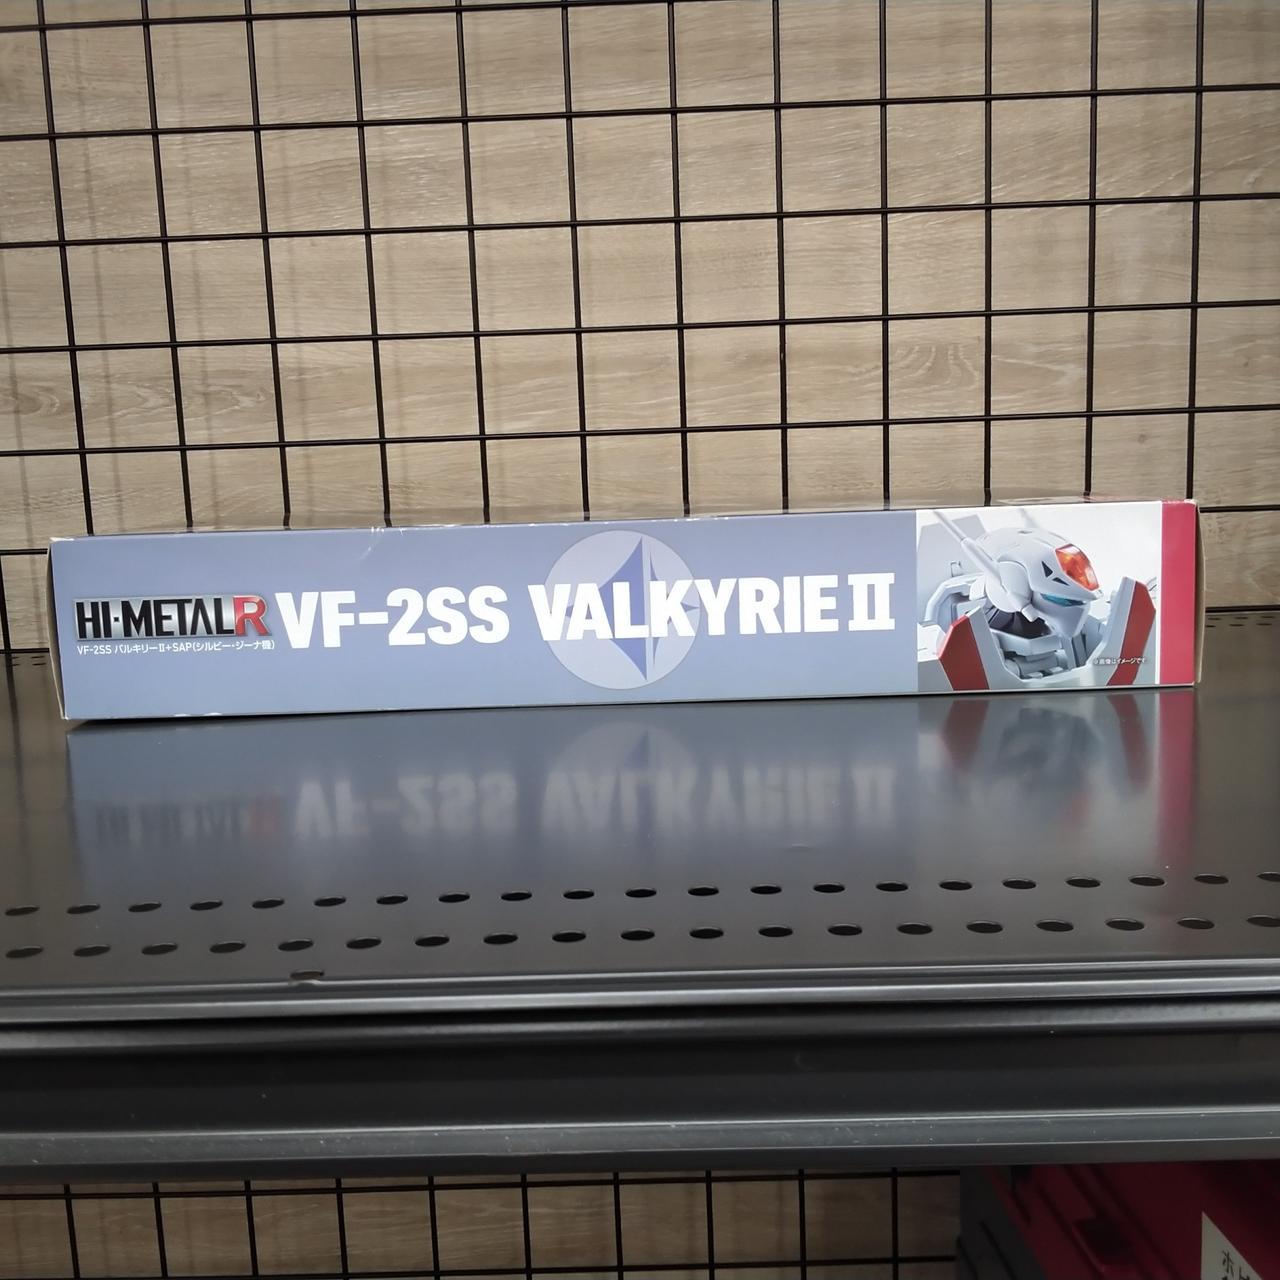 HI-METAL R
VF-2SS VALKYRIE II
VF-2SS バルキリーII+SAP(シルビー・ジーナ機)
※画像はイメージです